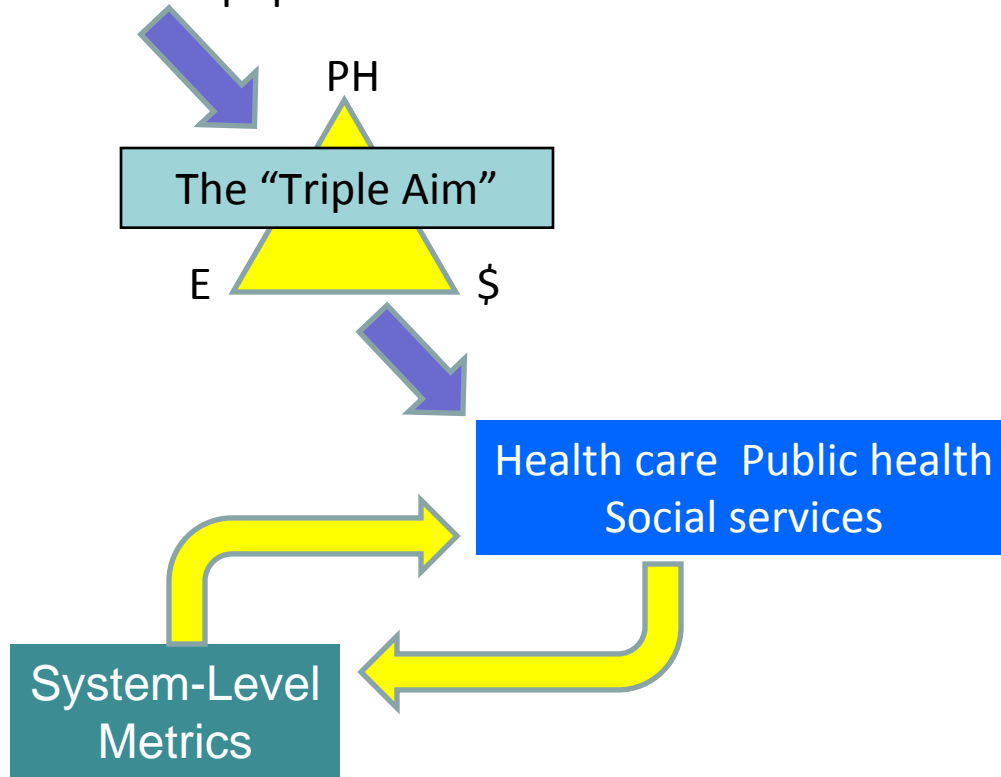 PH
The “Triple Aim”
E $
Health care Public health
Social services
System-Level
Metrics